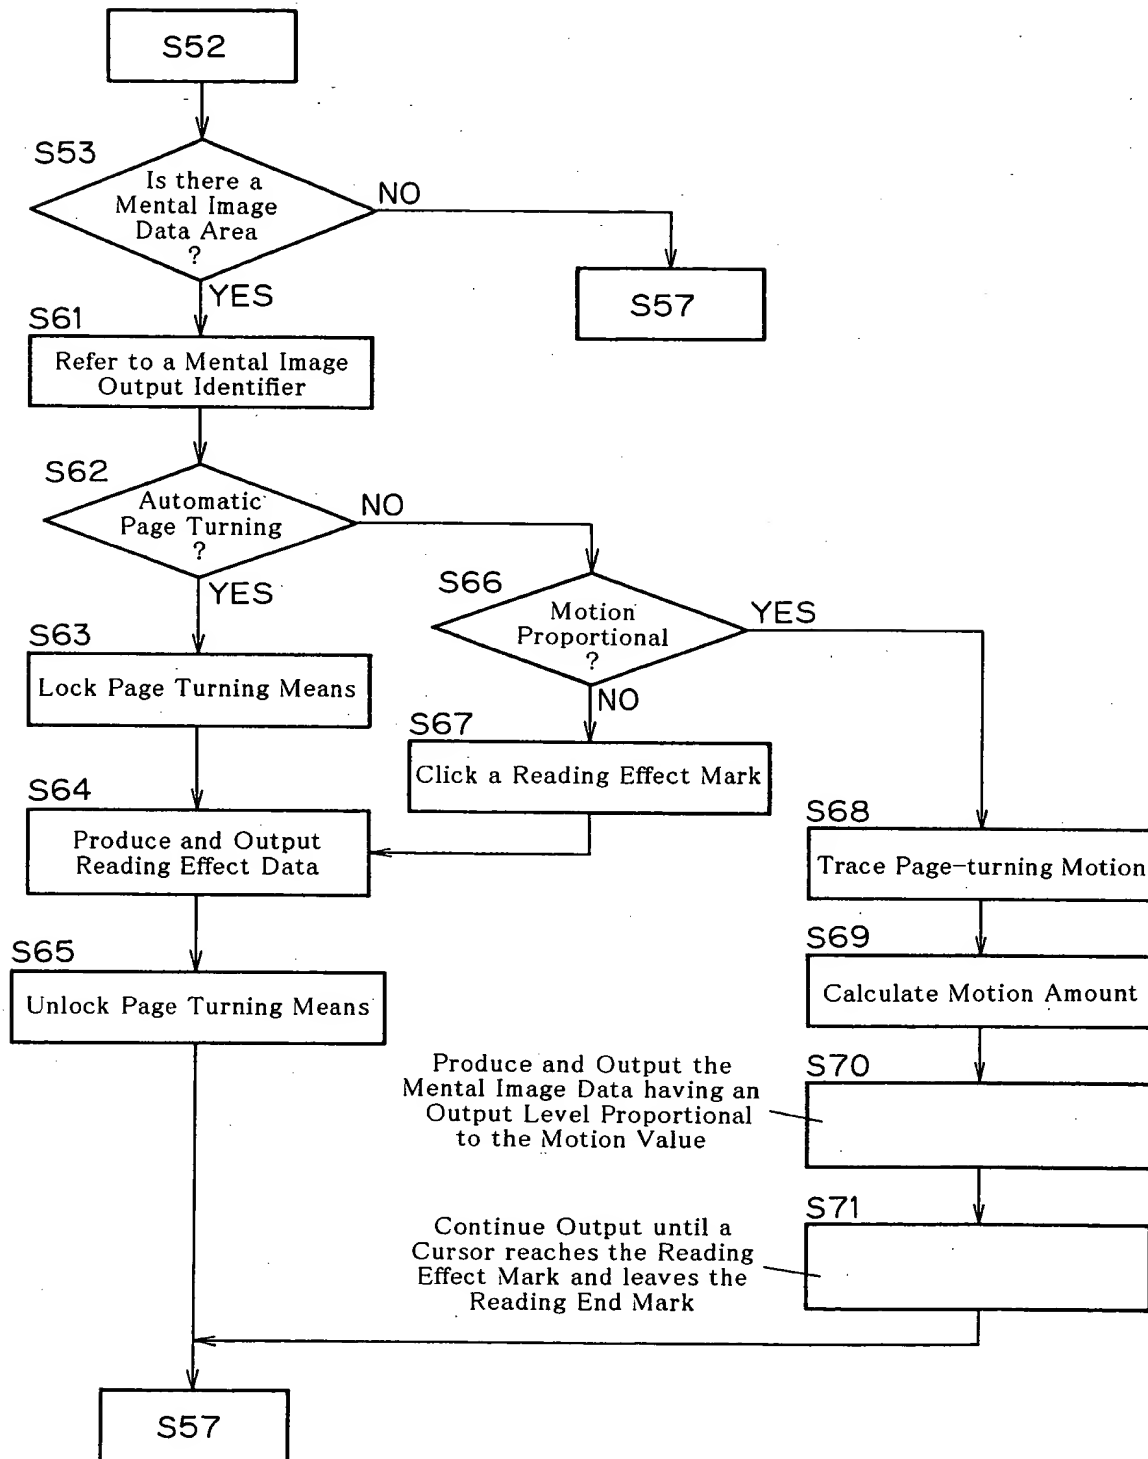 S52
S53
Is there a
Mental Image
Data Area
?
NO
YES
S57
S61
Refer to a Mental Image
Output Identifier
S62
Automatic
Page Turning
?
NO
YES
S66
Motion
Proportional
?
YES
NO
S63
Lock Page Turning Means
S67
Click a Reading Effect Mark
S64
Produce and Output
Reading Effect Data
S68
Trace Page-turning Motion
S65
Unlock Page Turning Means
S69
Calculate Motion Amount
S70
Produce and Output the
Mental Image Data having an
Output Level Proportional
to the Motion Value
S71
Continue Output until a
Cursor reaches the Reading
Effect Mark and leaves the
Reading End Mark
S57